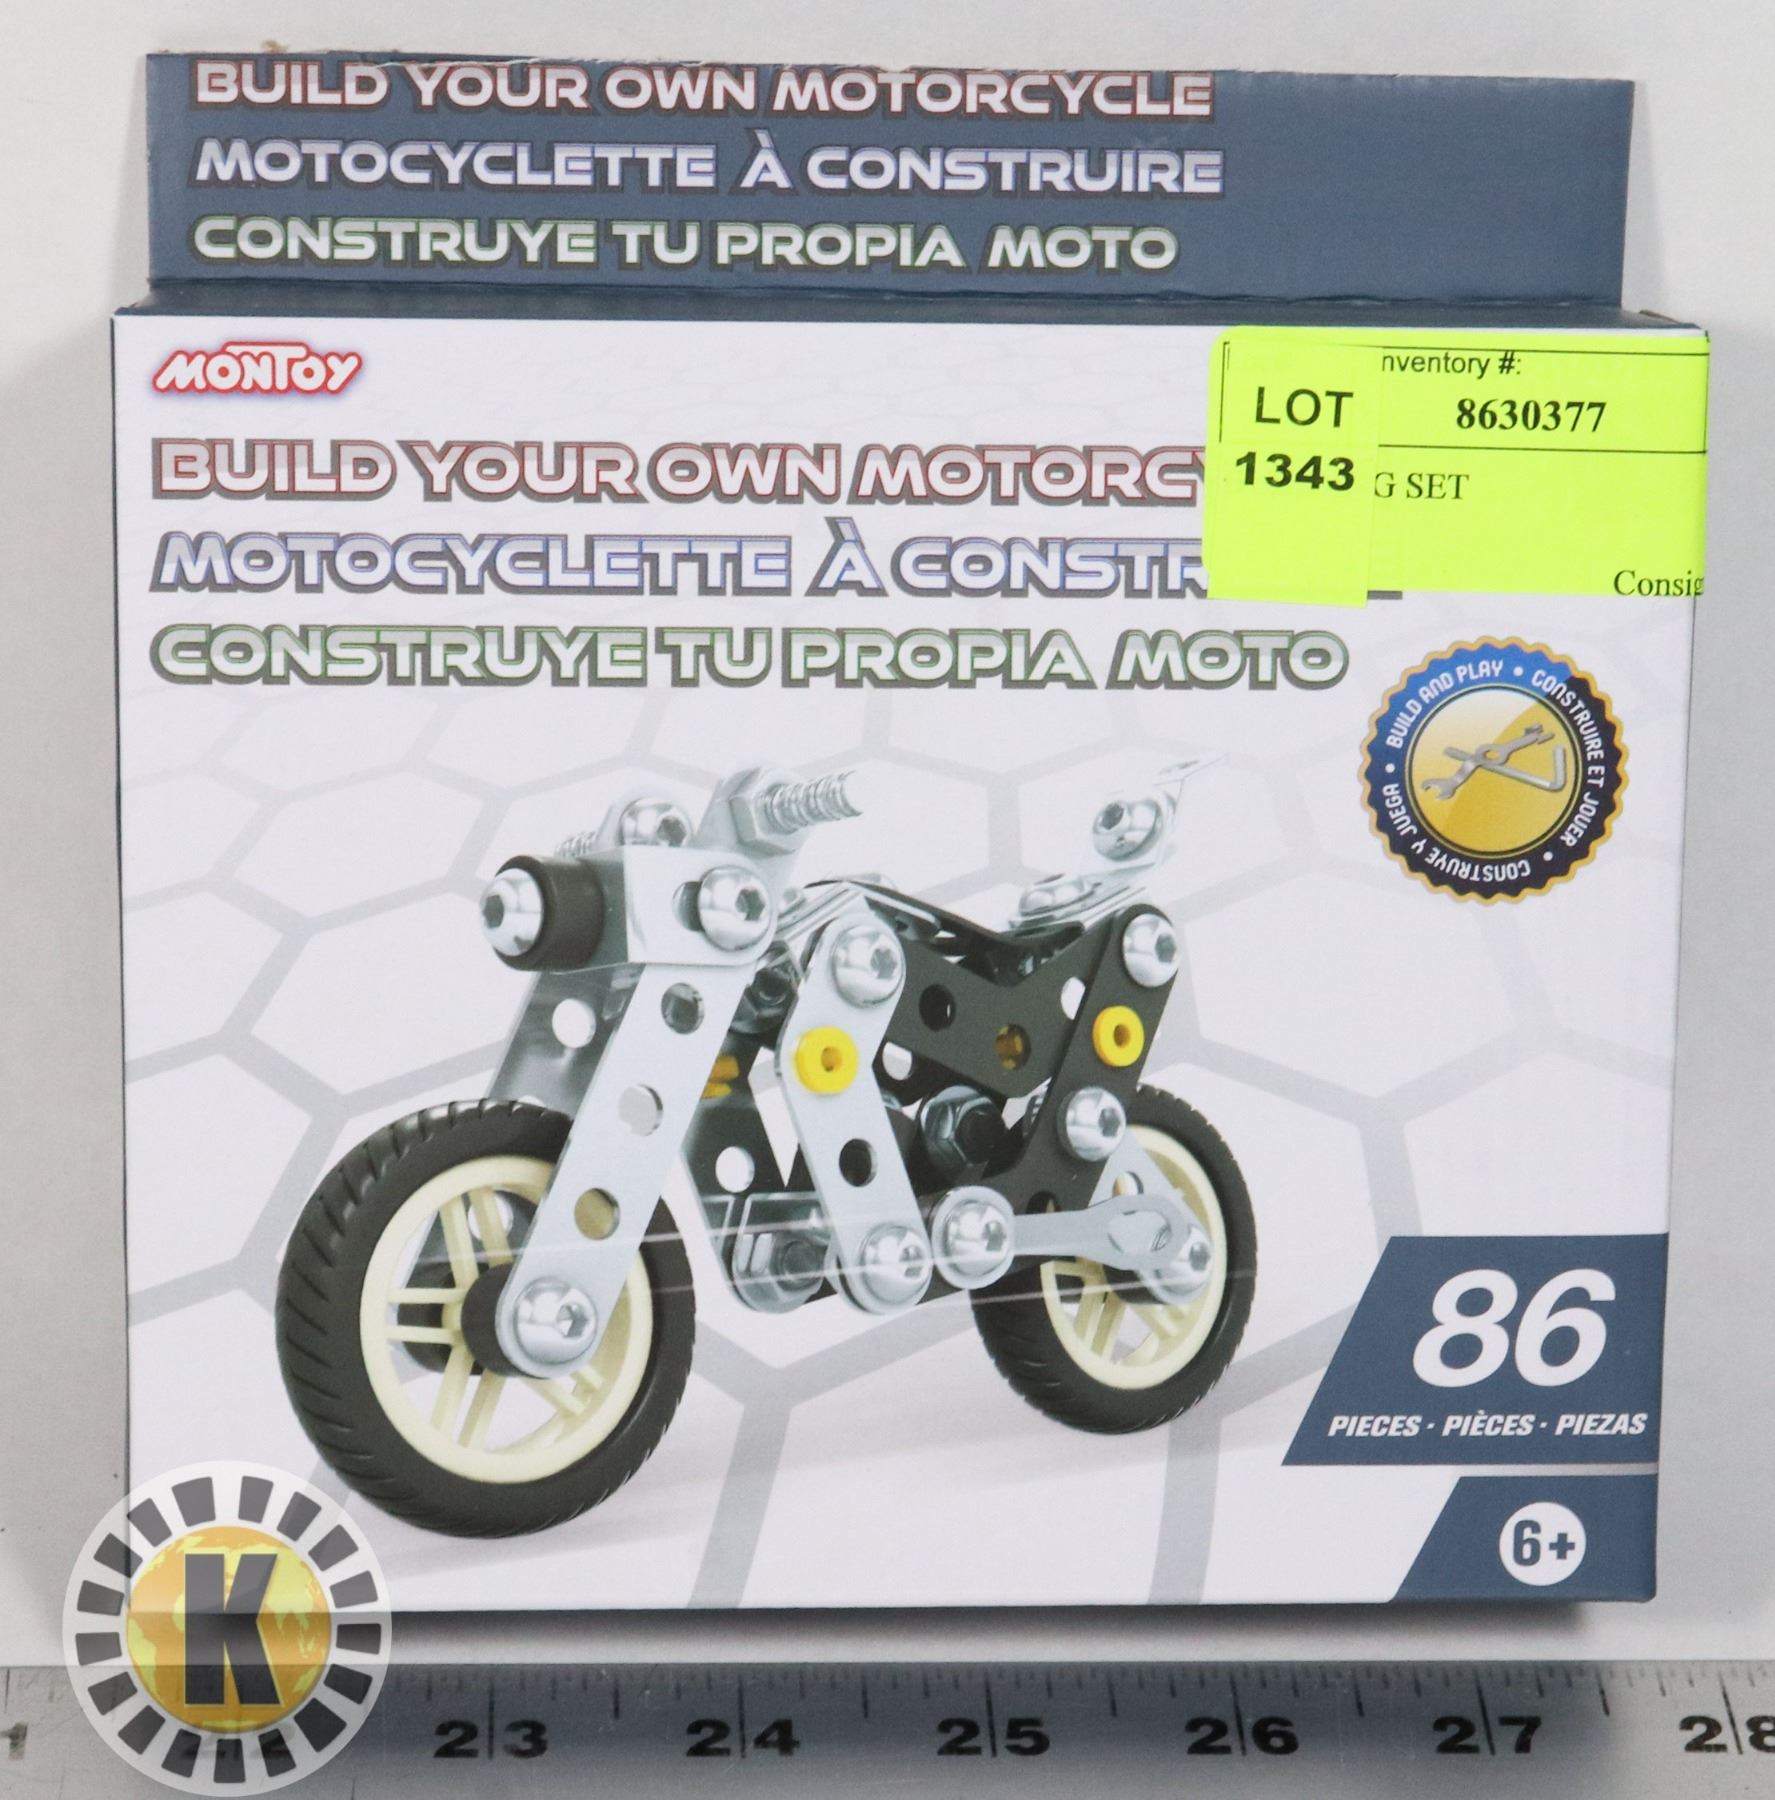 BUILD YOUR OWN MOTORCYCLE
MOTOCYCLETTE À CONSTRUIRE
CONSTRUYE TU PROPIA MOTO
MONTOY
BUILD YOUR OWN
MOTOCYCLETTE À
CONSTRUYE TU PROPIA MOTO
nventory #:
LOT
8630377
1343
G SET
Consig
BUILD AND PLAY • CONSTRUIRE ET JOUER • CONSTRUYE Y JUEGA •
86
PIECES · PIÈCES · PIEZAS
6+
K
23 24 25 26 27 28